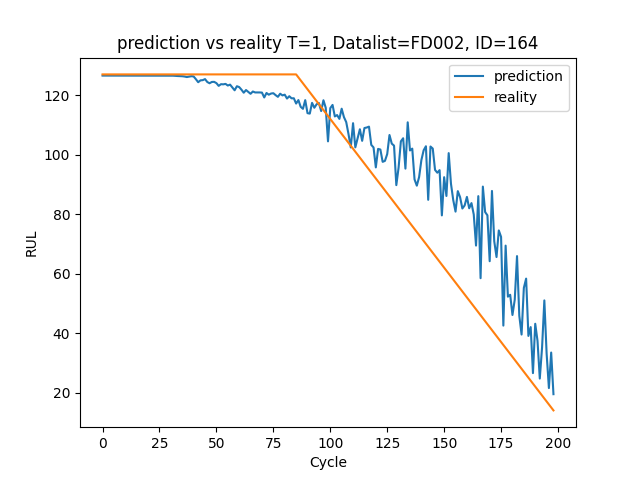 prediction vs reality T=1, Datalist=FD002, ID=164
prediction
reality
RUL
120
100
80
60
40
20
0 25 50 75 100 125 150 175 200
Cycle